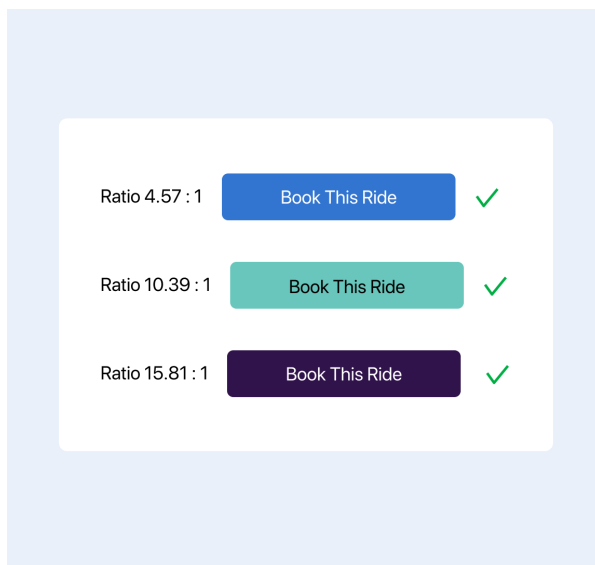 Ratio 4.57 : 1 Book This Ride
Ratio 10.39 : 1 Book This Ride
Ratio 15.81 : 1 Book This Ride